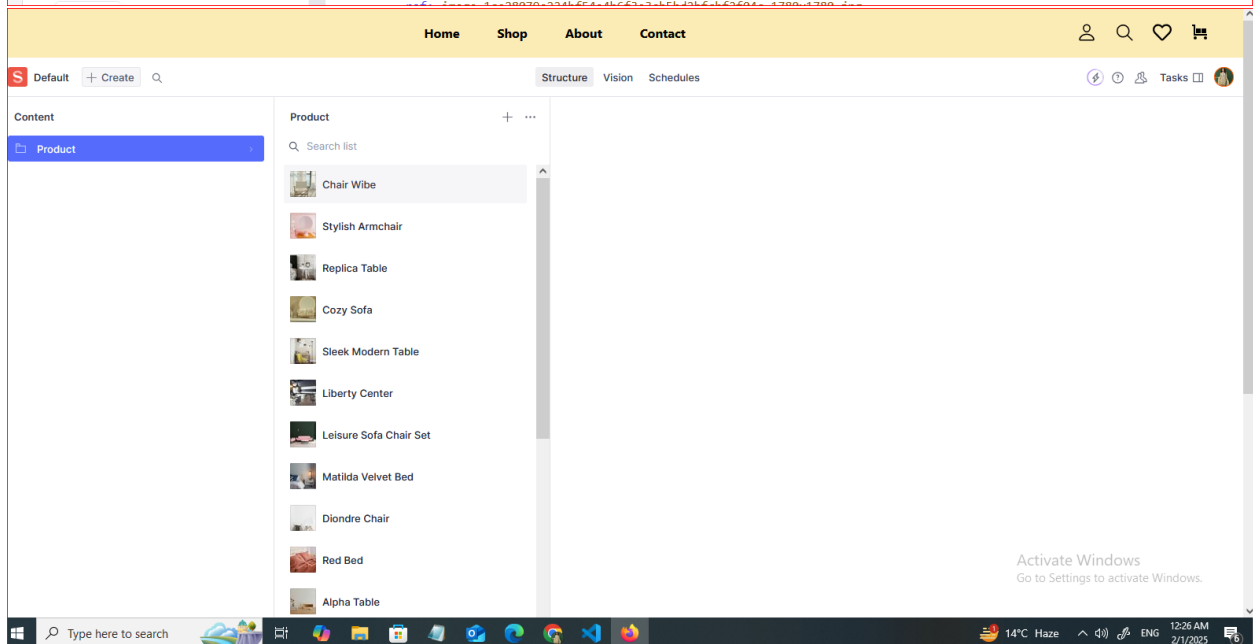 Home Shop About Contact
S Default + Create Structure Vision Schedules Tasks
Content
Product
Product
Search list
Chair Wibe
Stylish Armchair
Replica Table
Cozy Sofa
Sleek Modern Table
Liberty Center
Leisure Sofa Chair Set
Matilda Velvet Bed
Diondre Chair
Red Bed
Alpha Table
Activate Windows
Go to Settings to activate Windows.
Type here to search
14°C Haze
ENG
12:26 AM
2/1/2025